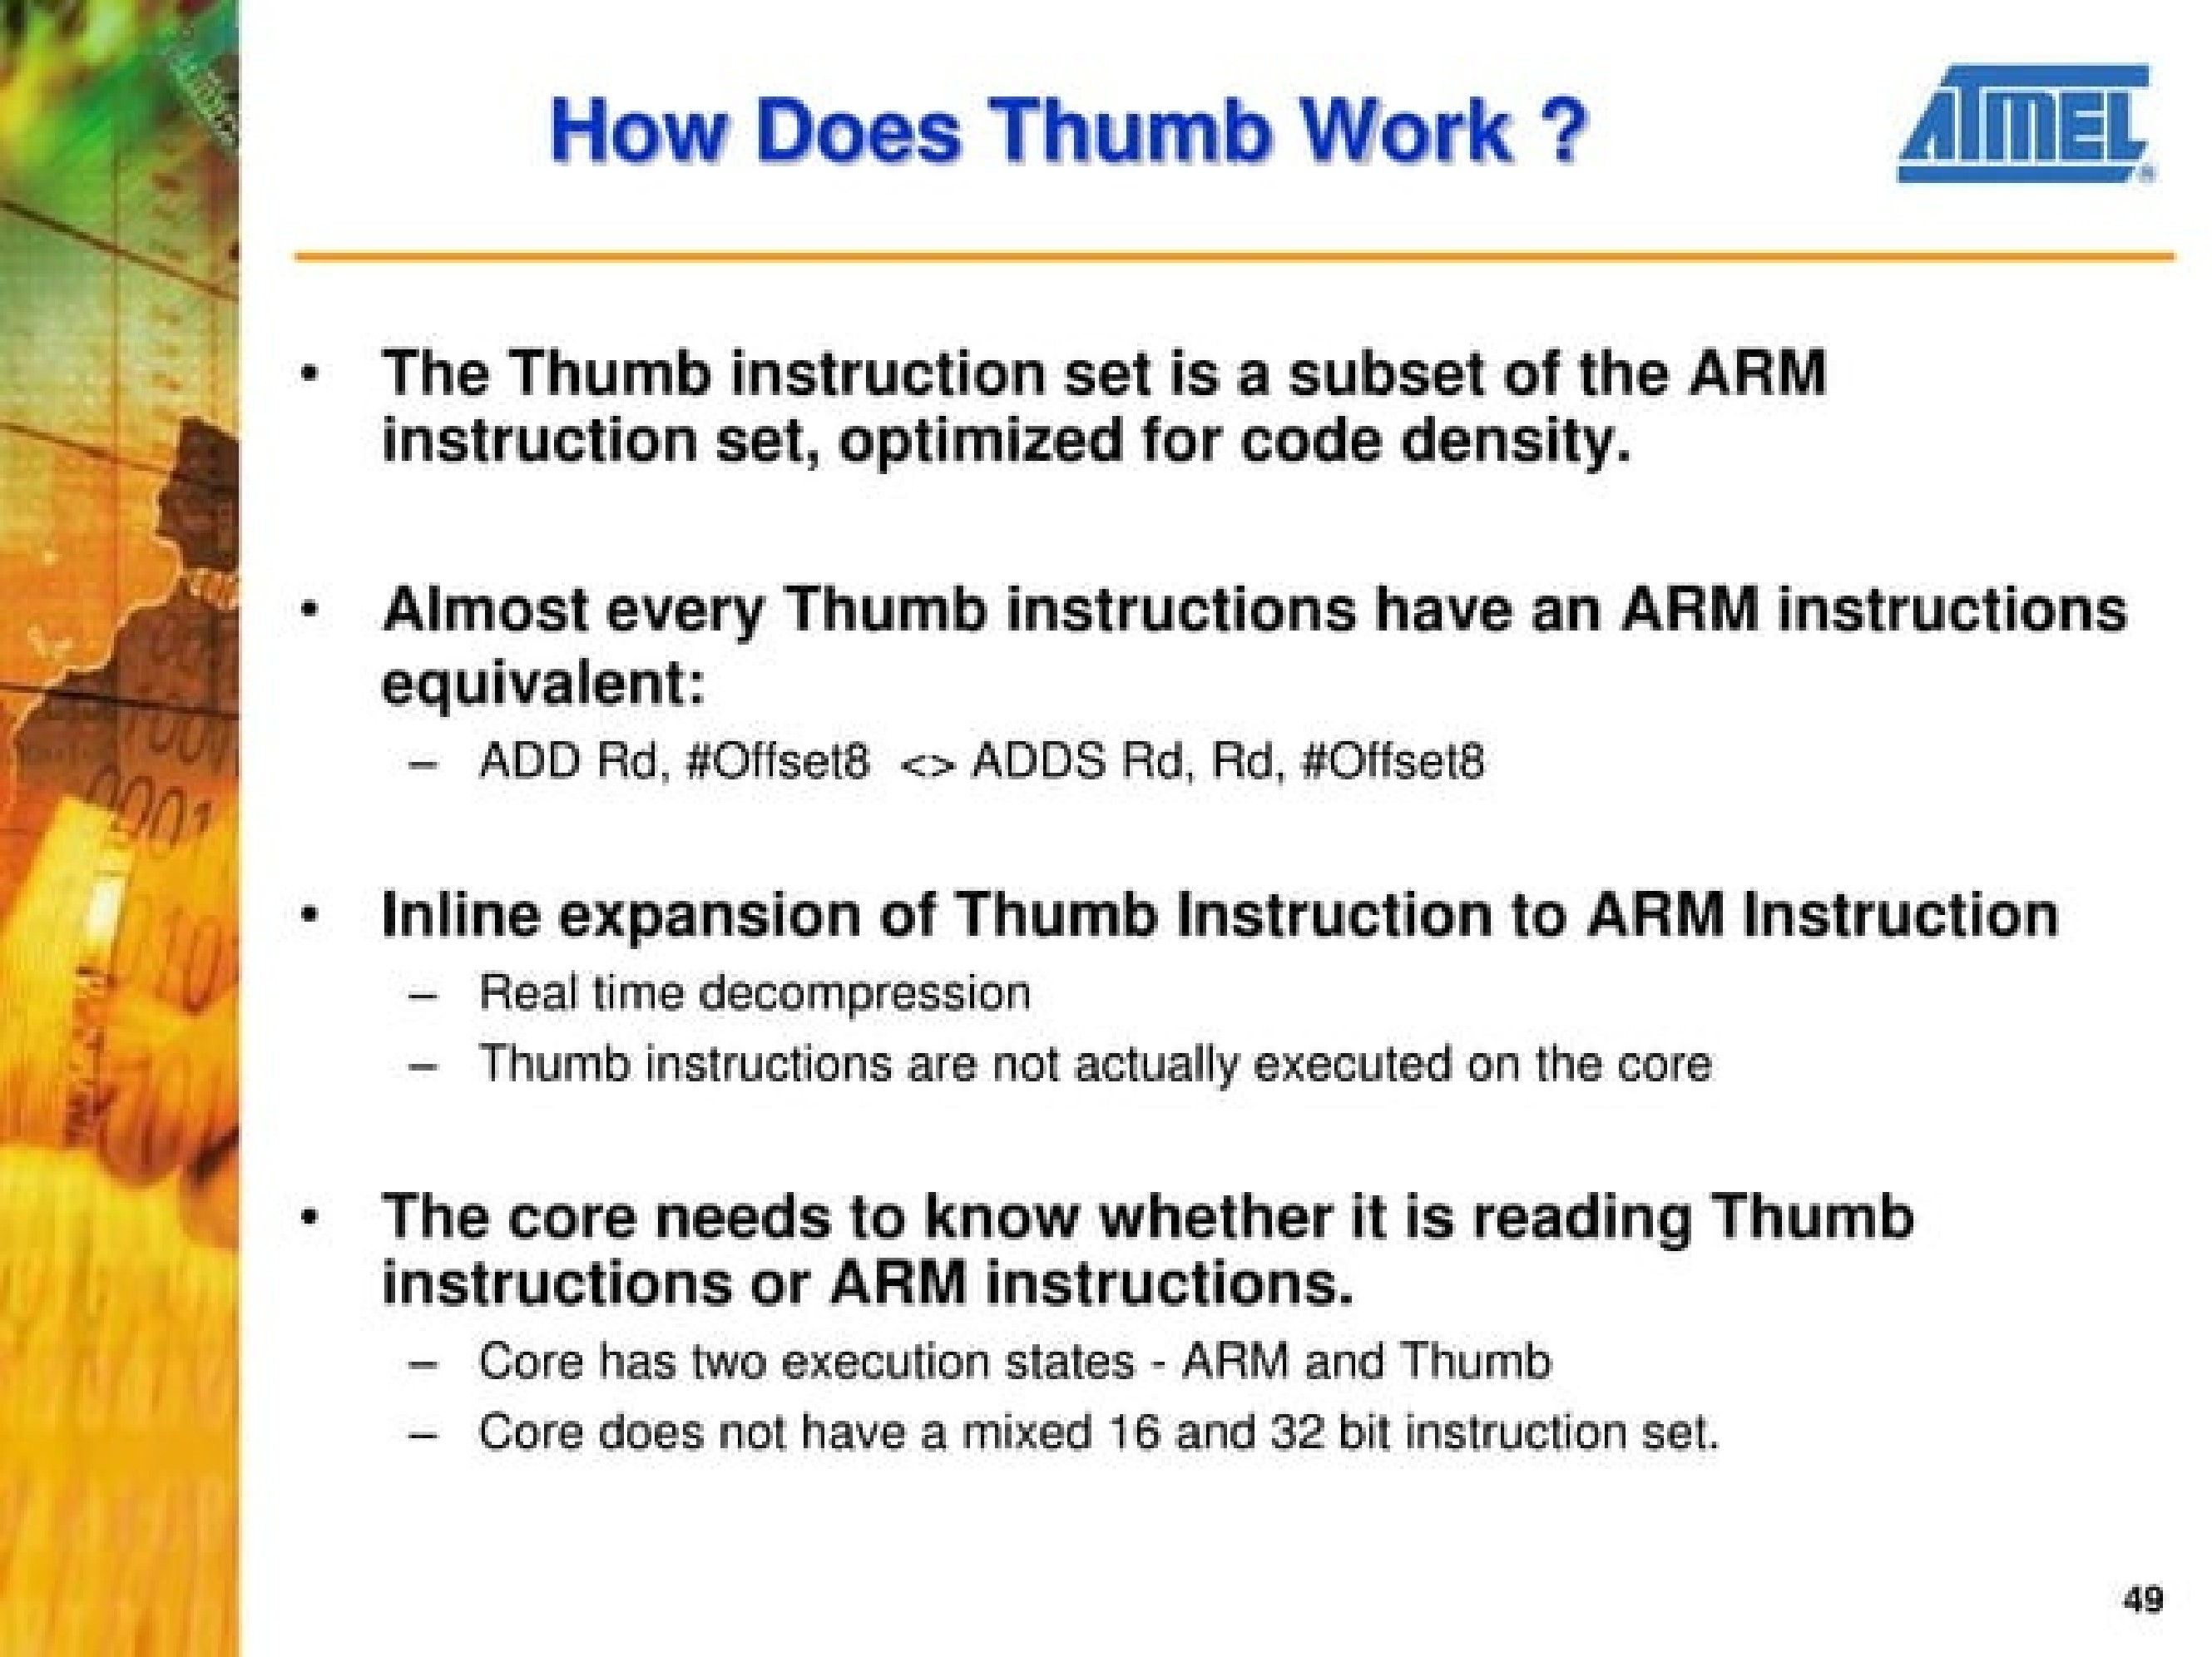 How Does Thumb Work ?
ATMEL®
• The Thumb instruction set is a subset of the ARM
instruction set, optimized for code density.
• Almost every Thumb instructions have an ARM instructions
equivalent:
– ADD Rd, #Offset8 <> ADDS Rd, Rd, #Offset8
• Inline expansion of Thumb Instruction to ARM Instruction
– Real time decompression
– Thumb instructions are not actually executed on the core
• The core needs to know whether it is reading Thumb
instructions or ARM instructions.
– Core has two execution states - ARM and Thumb
– Core does not have a mixed 16 and 32 bit instruction set.
49